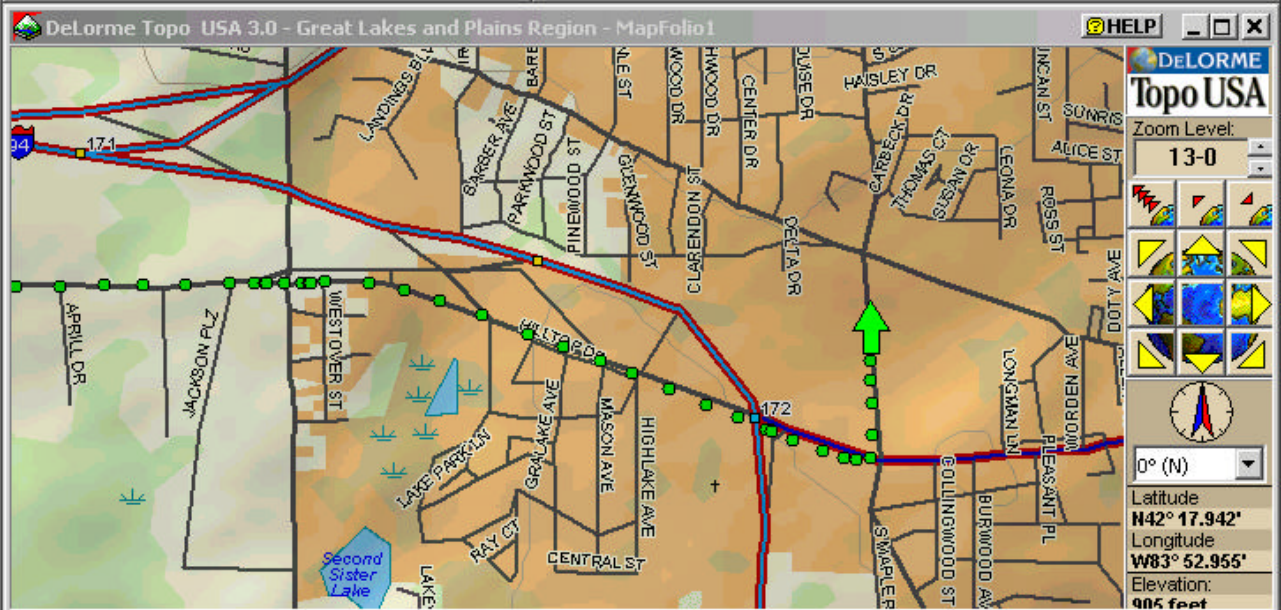 DeLorme Topo USA 3.0 - Great Lakes and Plains Region - MapFolio1
HELP
DELORME
Topo USA
Zoom Level:
13-0
0° (N)
Latitude
N42° 17.942'
Longitude
W83° 52.955'
Elevation:
905 feet
94
171
172
LANDINGS BL
BARBER AVE
PARKWOOD ST
PINEWOOD ST
GLENWOOD ST
CLARENDON ST
CENTER DR
DELTA DR
HAISLEY DR
CARBECK DR
THOMAS CT
SUSAN DR
LEONA DR
ROSS ST
UNCAN ST
SUNRIS
ALICE ST
DOTY AVE
APRILL DR
JACKSON PLZ
WESTOVER ST
HILLTOP DR
LAKE PARK LN
GRALAKE AVE
MASON AVE
HIGHLAKE AVE
RAY CT
CENTRAL ST
Second
Sister
Lake
LAKE
S MAPLE R
COLLINGWOOD ST
BURWOOD AV
LONGMAN LN
PLEASANT PL
WORDEN AVE